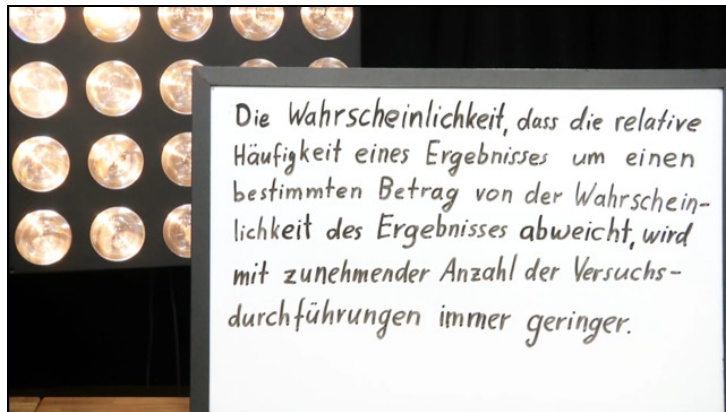 Die Wahrscheinlichkeit, dass die relative
Häufigkeit eines Ergebnisses um einen
bestimmten Betrag von der Wahrschein-
lichkeit des Ergebnisses abweicht, wird
mit zunehmender Anzahl der Versuchs-
durchführungen immer geringer.